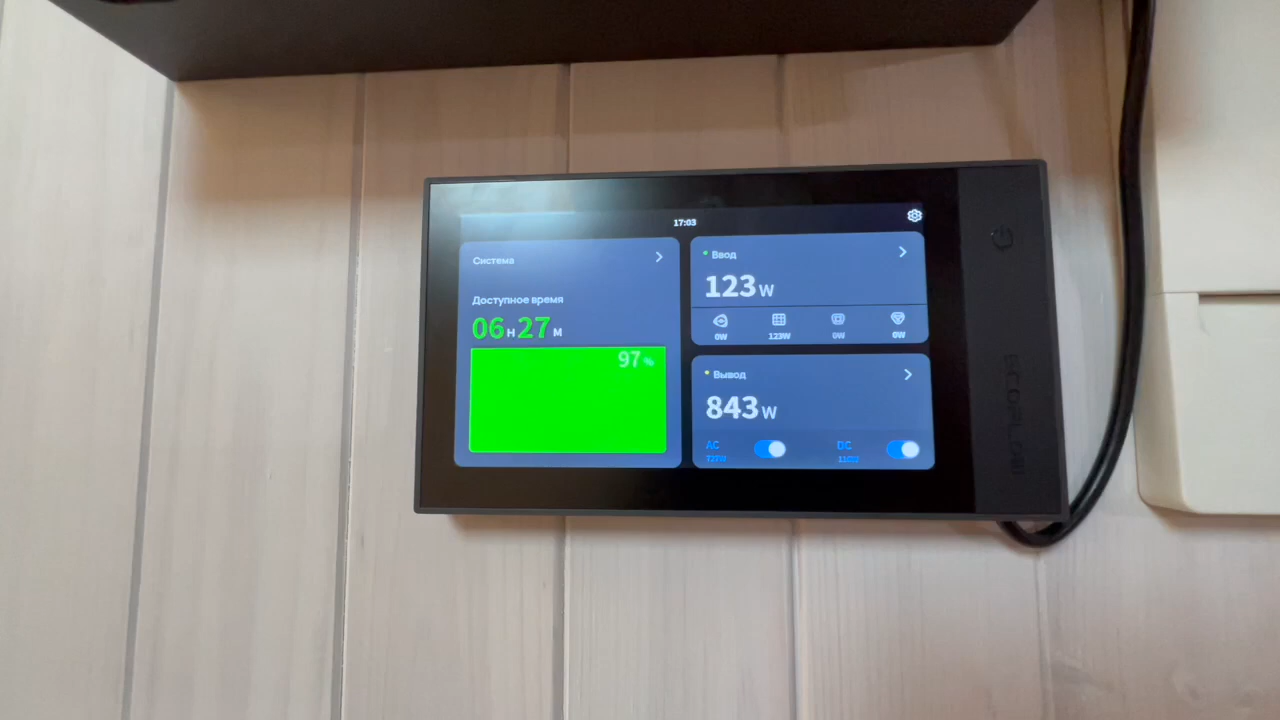 17:03
Система
Доступное время
06 H 27 M
97 %
Ввод
123 W
0W 123W 0W 0W
Вывод
843 W
AC DC
ECOFLOW